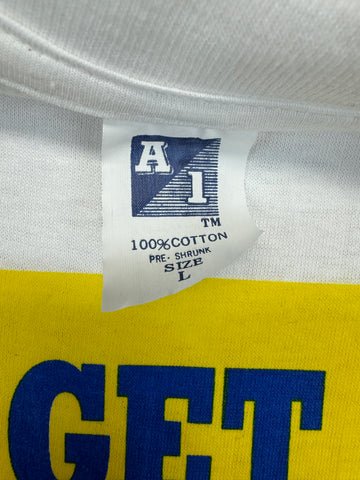 A
1
TM
100% COTTON
PRE-SHRUNK
SIZE
L
GET